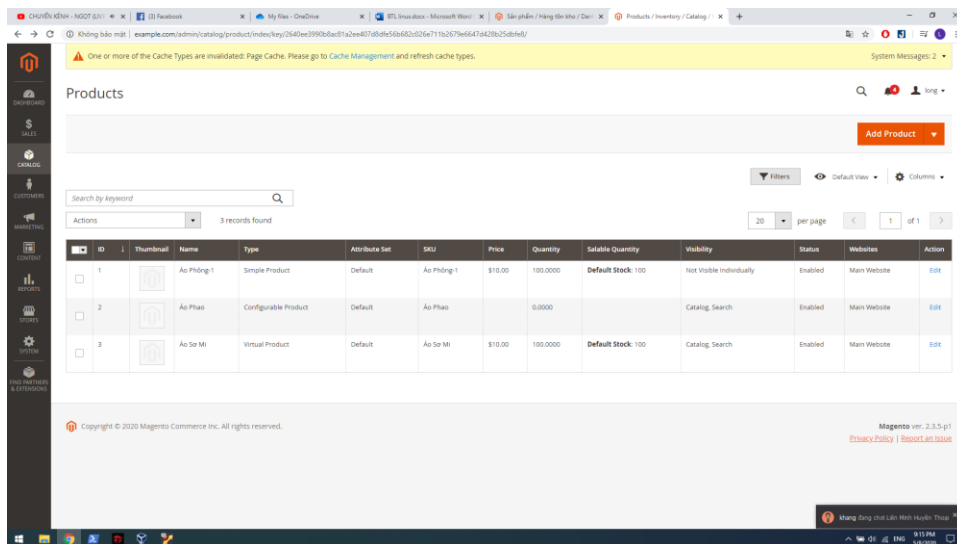 CHUYẾN KÊNH - NGỌT
(3) Facebook
My files - OneDrive
BTL linux.docx - Microsoft Word
Sản phẩm / Hàng tồn kho / Dan
Products / Inventory / Catalog /
Không bảo mật | example.com/admin/catalog/product/index/key/2640ee3990b8ac81a2ee407d8dfe56b682c026e711b2679e6647d428b25dbfe8/
One or more of the Cache Types are invalidated: Page Cache. Please go to Cache Management and refresh cache types.
System Messages: 2
DASHBOARD
SALES
CATALOG
CUSTOMERS
MARKETING
CONTENT
REPORTS
STORES
SYSTEM
FIND PARTNERS
& EXTENSIONS
Products
4
long
Add Product
Filters
Default View
Columns
Search by keyword
Actions
3 records found
20 per page
1 of 1
ID Thumbnail Name Type Attribute Set SKU Price Quantity Salable Quantity Visibility Status Websites Action
1 Áo Phông-1 Simple Product Default Áo Phông-1 $10.00 100.0000 Default Stock: 100 Not Visible Individually Enabled Main Website Edit
2 Áo Phao Configurable Product Default Áo Phao 0.0000 Catalog, Search Enabled Main Website Edit
3 Áo Sơ Mi Virtual Product Default Áo Sơ Mi $10.00 100.0000 Default Stock: 100 Catalog, Search Enabled Main Website Edit
Copyright © 2020 Magento Commerce Inc. All rights reserved.
Magento ver. 2.3.5-p1
Privacy Policy | Report an Issue
khang đang chơi Liên Minh Huyền Thoại
ENG
9:15 PM
5/8/2020